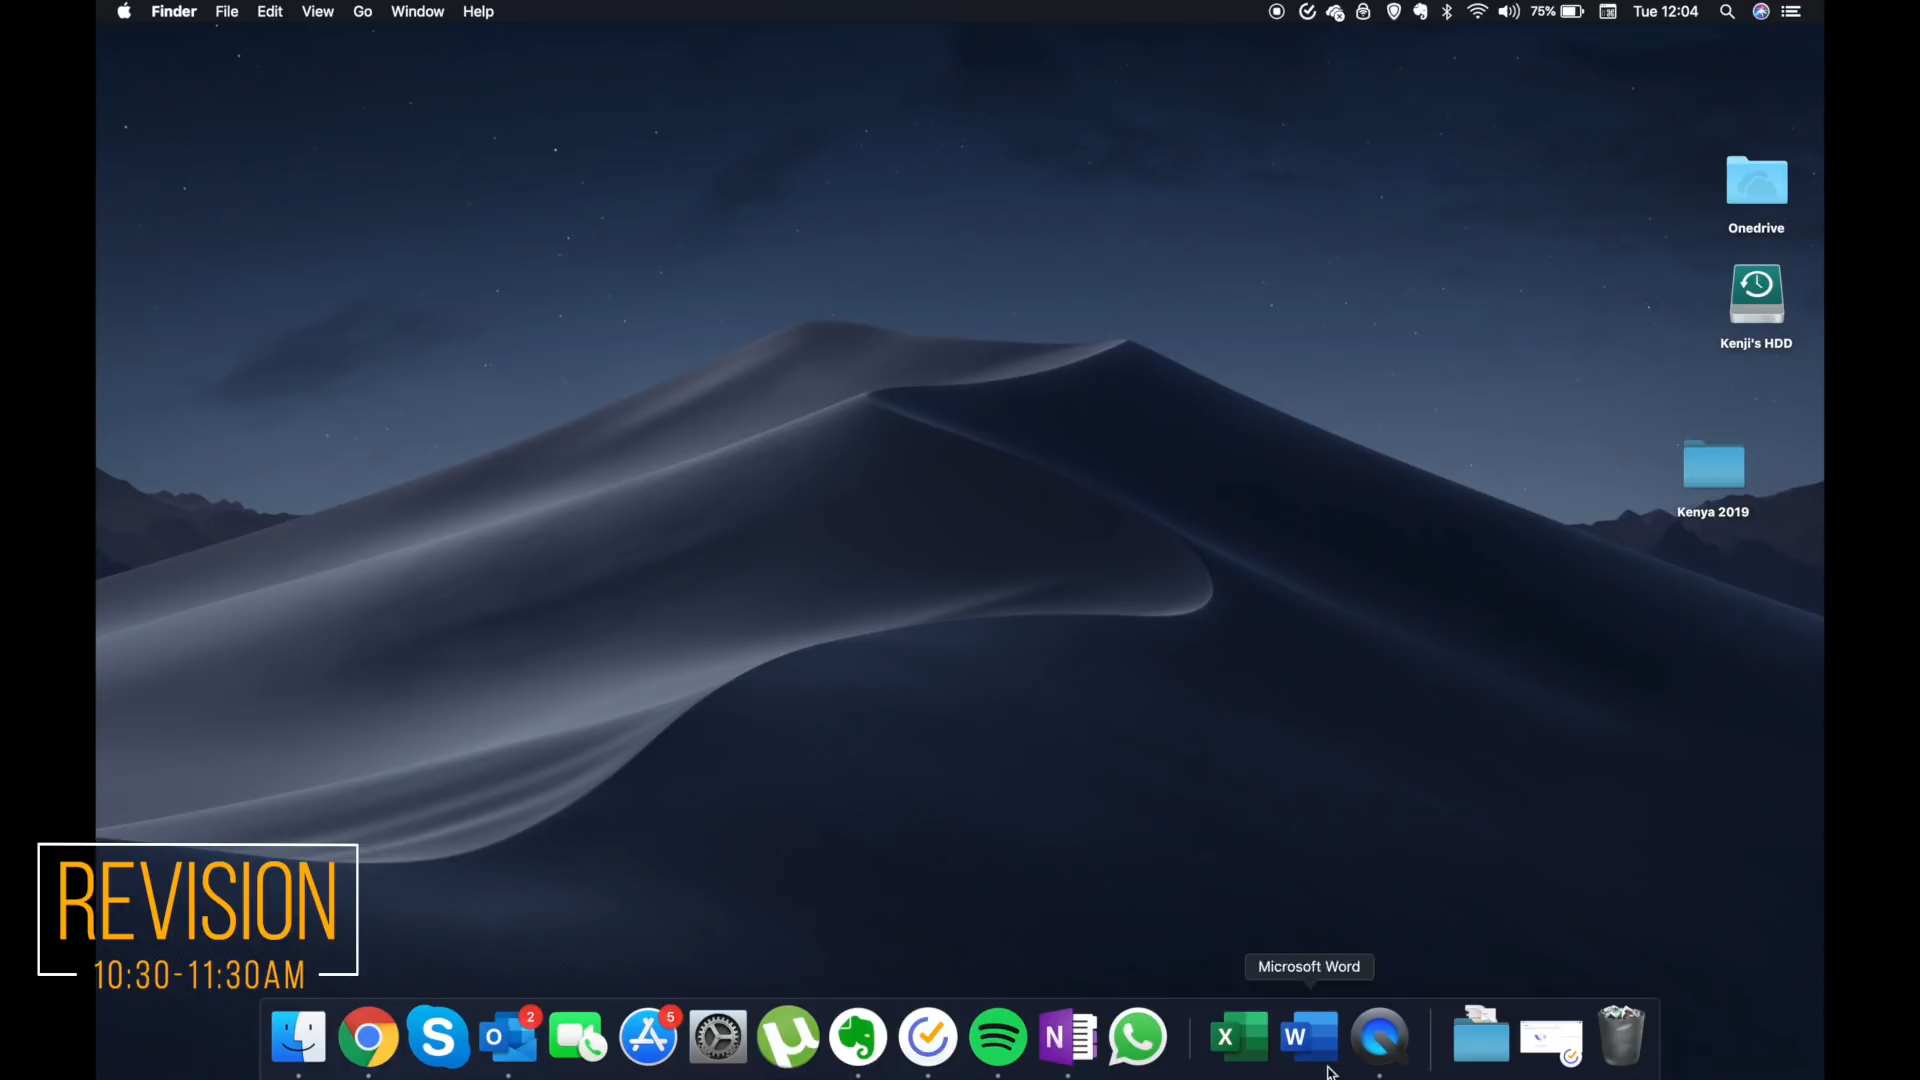 Finder File Edit View Go Window Help 75% Tue 12:04
Onedrive
Kenji's HDD
Kenya 2019
REVISION
10:30-11:30AM
Microsoft Word
S
O
2
5
µ
N
X
W